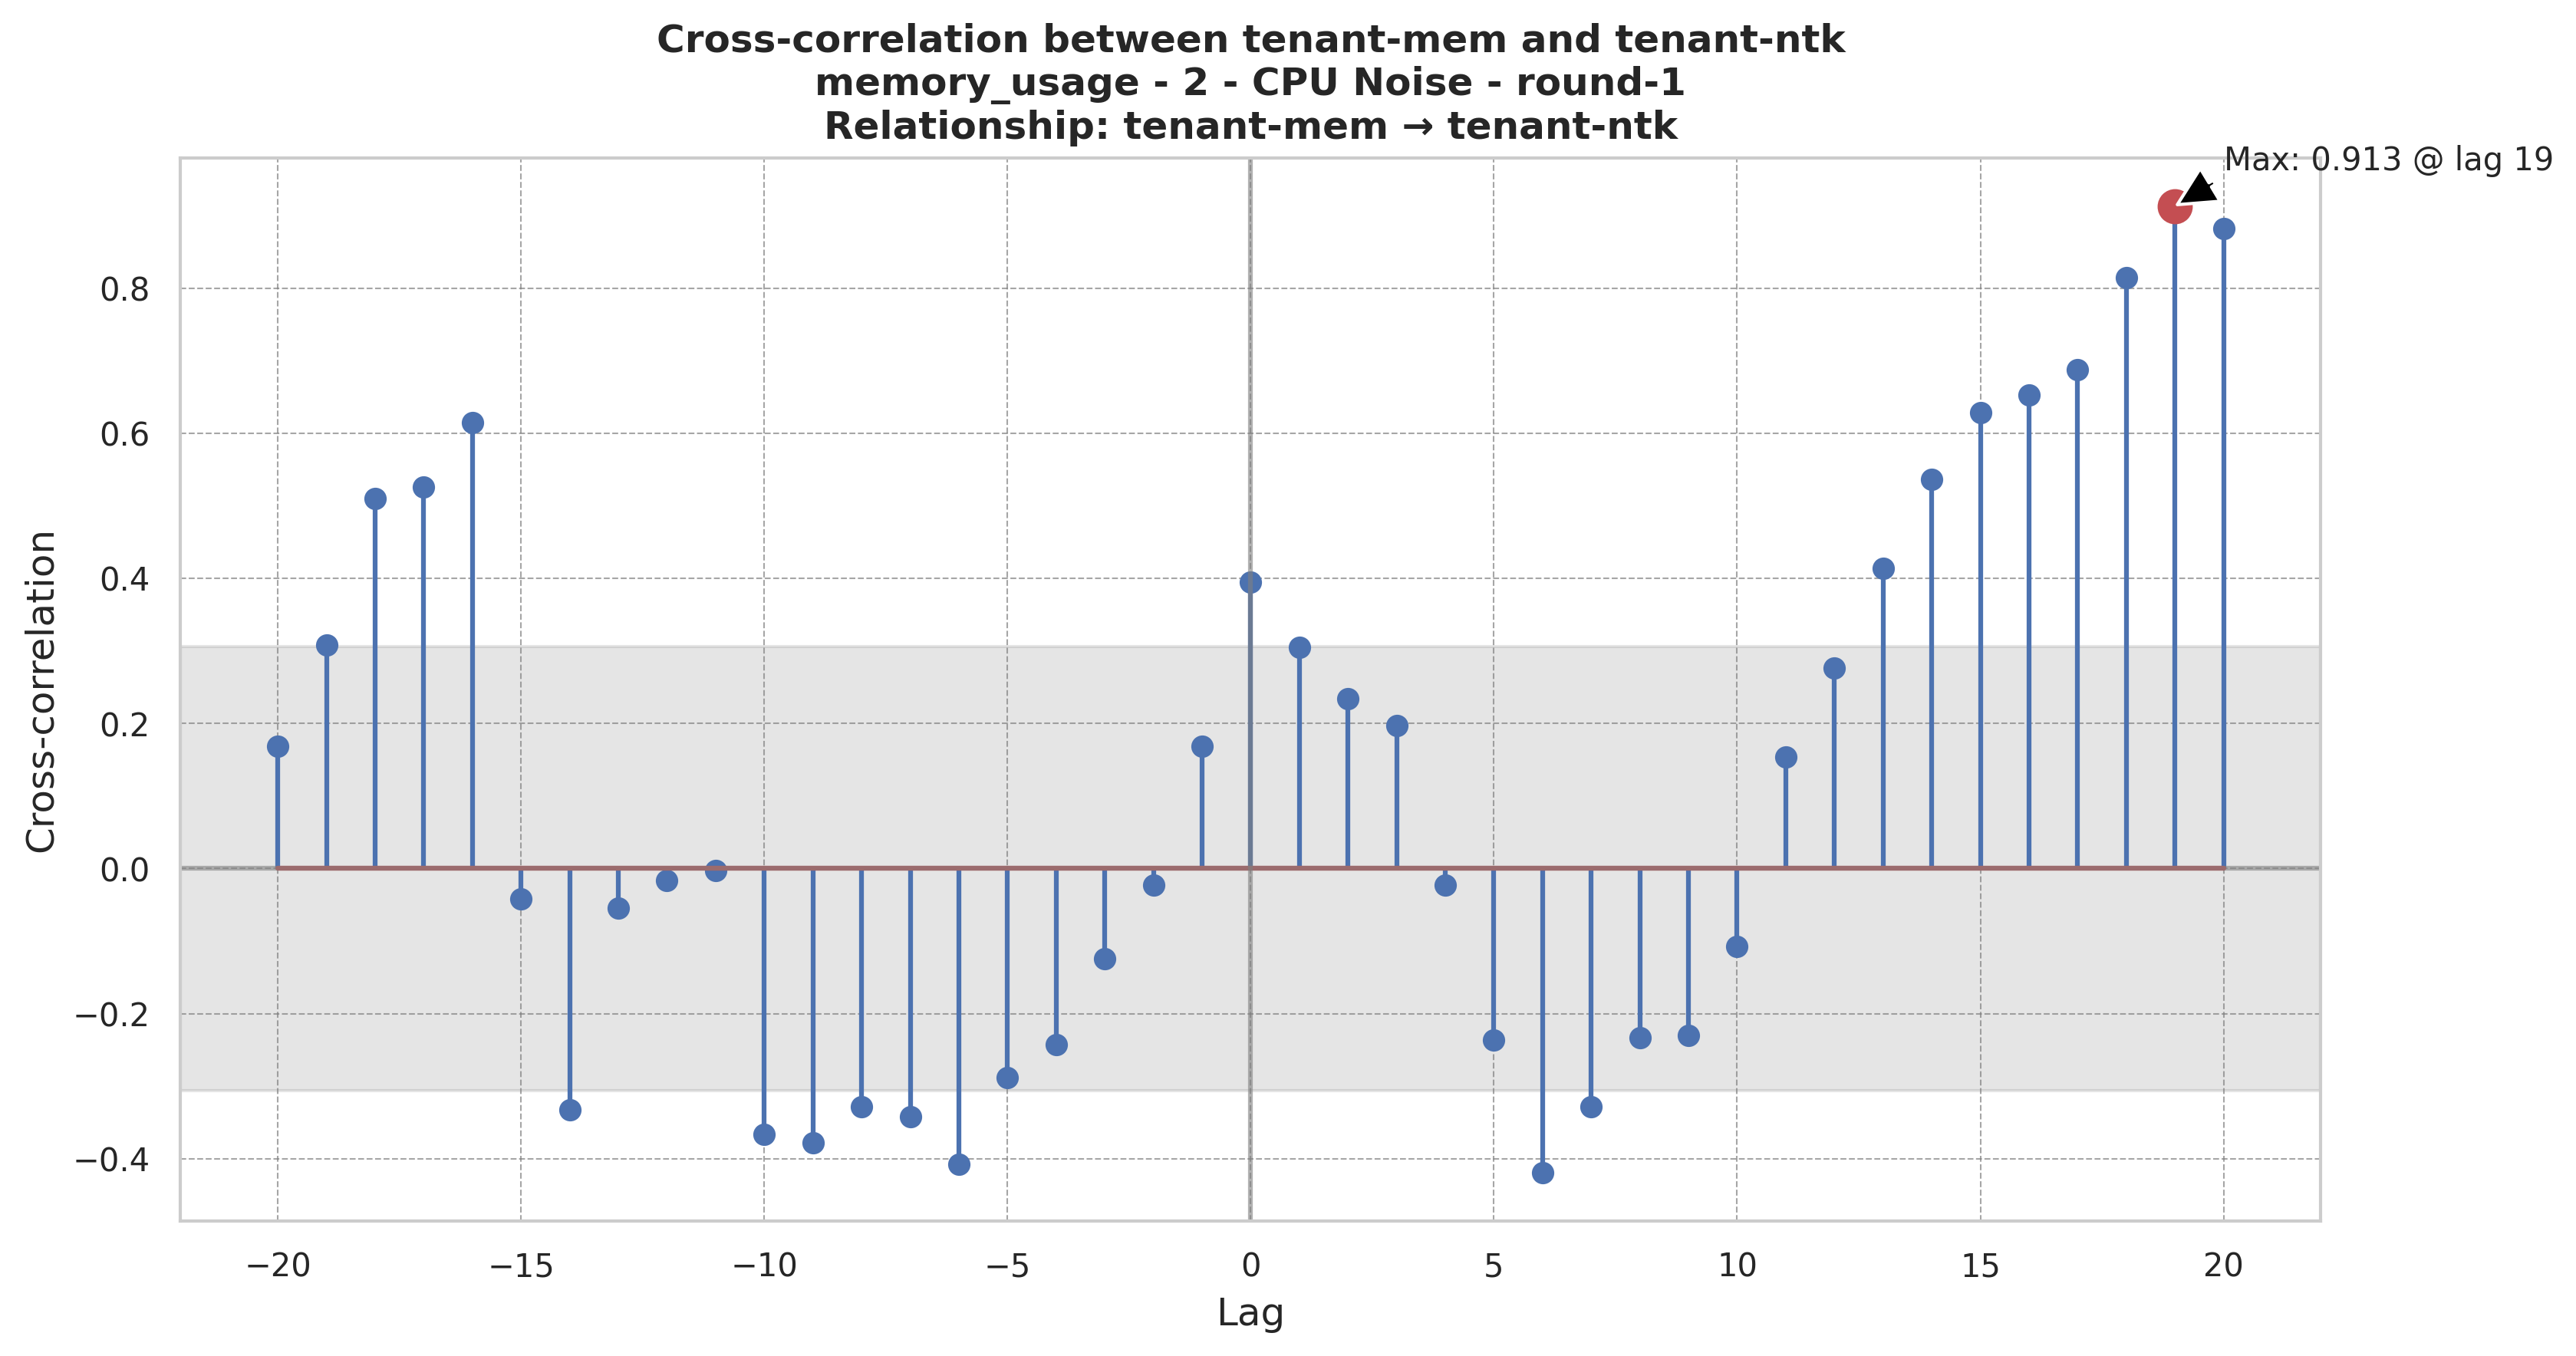 Cross-correlation between tenant-mem and tenant-ntk
memory_usage - 2 - CPU Noise - round-1
Relationship: tenant-mem → tenant-ntk
Max: 0.913 @ lag 19
Cross-correlation
0.8
0.6
0.4
0.2
0.0
−0.2
−0.4
−20 −15 −10 −5 0 5 10 15 20
Lag